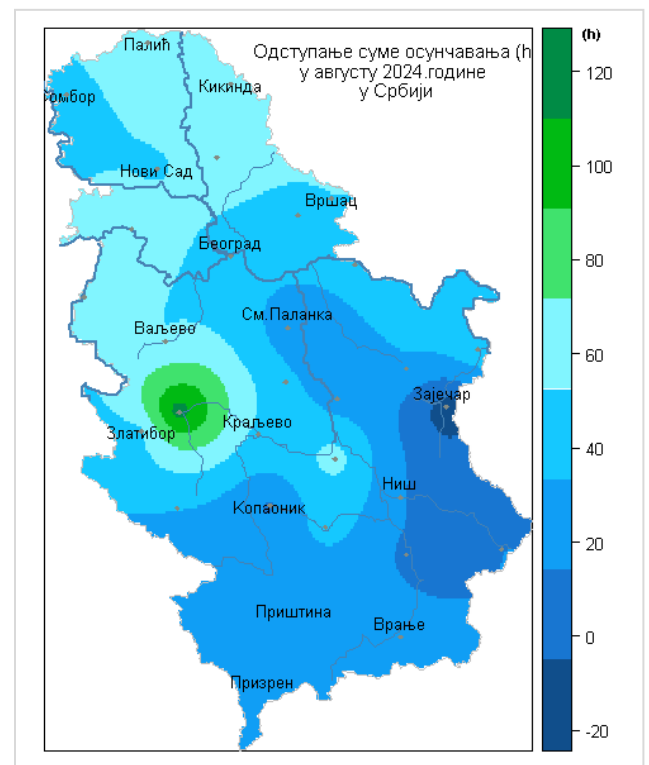 Палић
Одступање суме осунчавања (h
у августу 2024.године
у Србији
(h)
Кикинда
120
Сомбор
100
Нови Сад
Вршац
Београд
80
См.Паланка
Ваљево
60
Зајечар
Краљево
Златибор
40
Ниш
Копаоник
20
Приштина
Врање
0
Призрен
-20